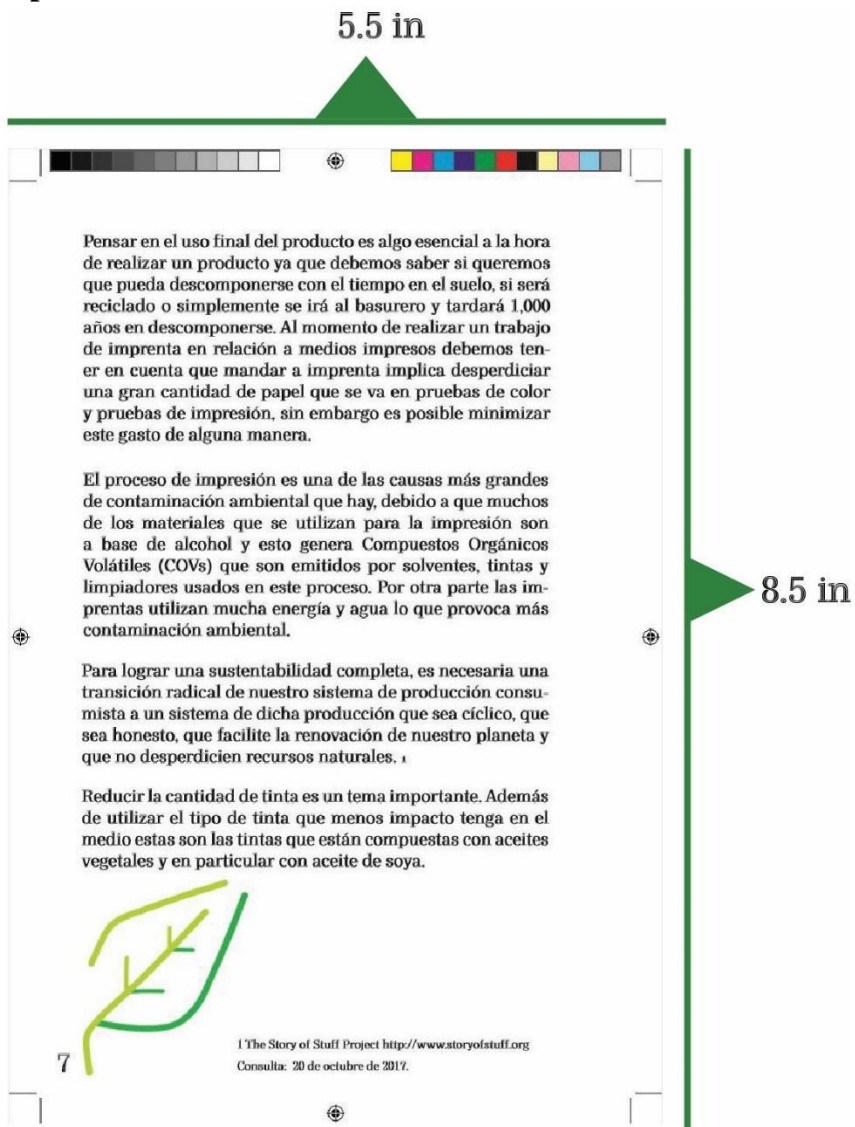 5.5 in
Pensar en el uso final del producto es algo esencial a la hora
de realizar un producto ya que debemos saber si queremos
que pueda descomponerse con el tiempo en el suelo, si será
reciclado o simplemente se irá al basurero y tardará 1,000
años en descomponerse. Al momento de realizar un trabajo
de imprenta en relación a medios impresos debemos ten-
er en cuenta que mandar a imprenta implica desperdiciar
una gran cantidad de papel que se va en pruebas de color
y pruebas de impresión, sin embargo es posible minimizar
este gasto de alguna manera.
El proceso de impresión es una de las causas más grandes
de contaminación ambiental que hay, debido a que muchos
de los materiales que se utilizan para la impresión son
a base de alcohol y esto genera Compuestos Orgánicos
Volátiles (COVs) que son emitidos por solventes, tintas y
limpiadores usados en este proceso. Por otra parte las im-
prentas utilizan mucha energía y agua lo que provoca más
contaminación ambiental.
8.5 in
Para lograr una sustentabilidad completa, es necesaria una
transición radical de nuestro sistema de producción consu-
mista a un sistema de dicha producción que sea cíclico, que
sea honesto, que facilite la renovación de nuestro planeta y
que no desperdicien recursos naturales. 1
Reducir la cantidad de tinta es un tema importante. Además
de utilizar el tipo de tinta que menos impacto tenga en el
medio estas son las tintas que están compuestas con aceites
vegetales y en particular con aceite de soya.
1 The Story of Stuff Project http://www.storyofstuff.org
Consulta: 20 de octubre de 2017.
7